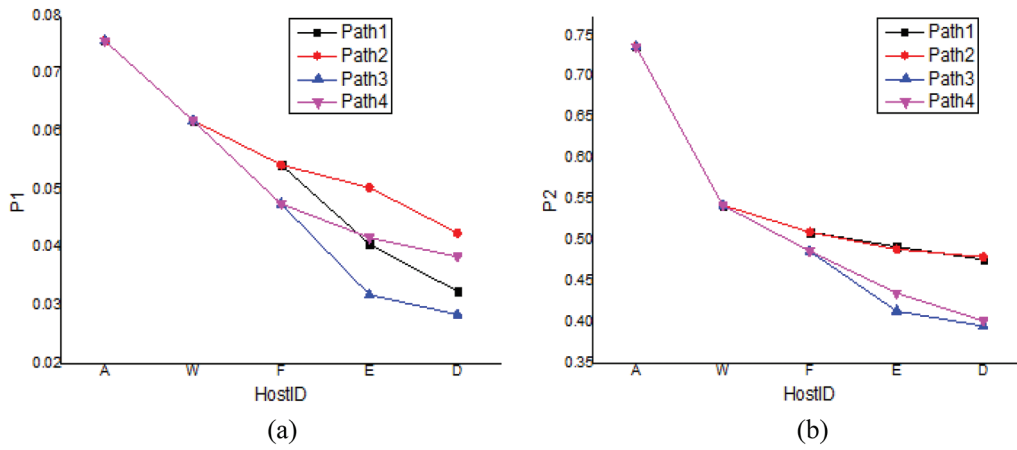 0.08
0.07
0.06
0.05
0.04
0.03
0.02
P1
A W F E D
HostID
Path1
Path2
Path3
Path4
(a)
0.75
0.70
0.65
0.60
0.55
0.50
0.45
0.40
0.35
P2
A W F E D
HostID
Path1
Path2
Path3
Path4
(b)